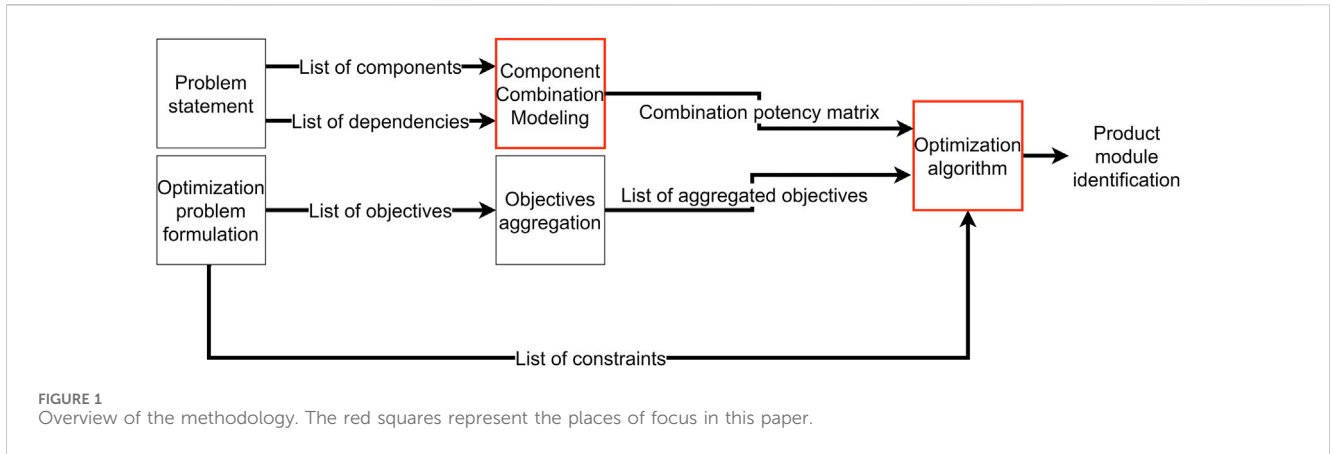 Problem
statement
List of components
List of dependencies
Component
Combination
Modeling
Combination potency matrix
Optimization
algorithm
Product
module
identification
Optimization
problem
formulation
List of objectives
Objectives
aggregation
List of aggregated objectives
List of constraints
FIGURE 1
Overview of the methodology. The red squares represent the places of focus in this paper.